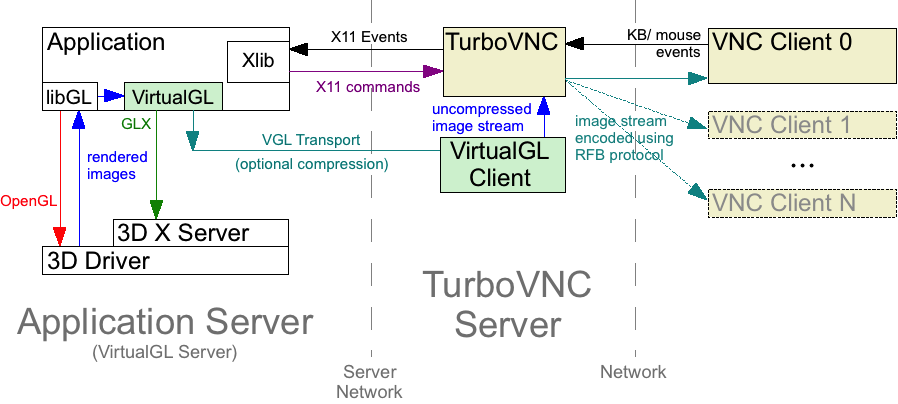 Application
Xlib
libGL
VirtualGL
X11 Events
X11 commands
TurboVNC
KB/ mouse
events
VNC Client 0
GLX
VGL Transport
(optional compression)
uncompressed
image stream
VirtualGL
Client
image stream
encoded using
RFB protocol
VNC Client 1
...
VNC Client N
rendered
images
OpenGL
3D X Server
3D Driver
Application Server
(VirtualGL Server)
TurboVNC
Server
Server
Network
Network